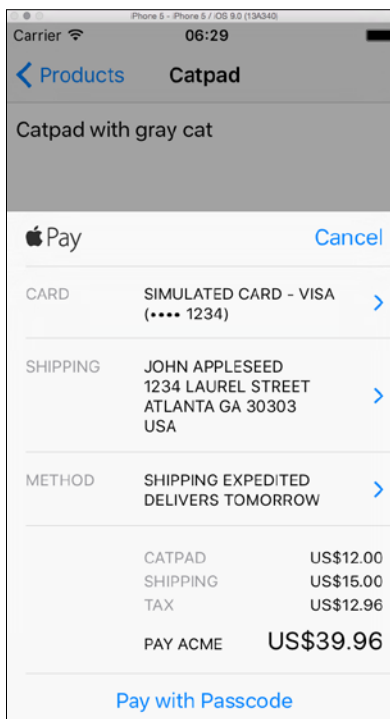 iPhone 5 - iPhone 5 / iOS 9.0 (13A340)
Carrier 06:29
Products Catpad
Catpad with gray cat
Pay Cancel
CARD SIMULATED CARD - VISA
(•••• 1234)
SHIPPING JOHN APPLESEED
1234 LAUREL STREET
ATLANTA GA 30303
USA
METHOD SHIPPING EXPEDITED
DELIVERS TOMORROW
CATPAD US$12.00
SHIPPING US$15.00
TAX US$12.96
PAY ACME US$39.96
Pay with Passcode